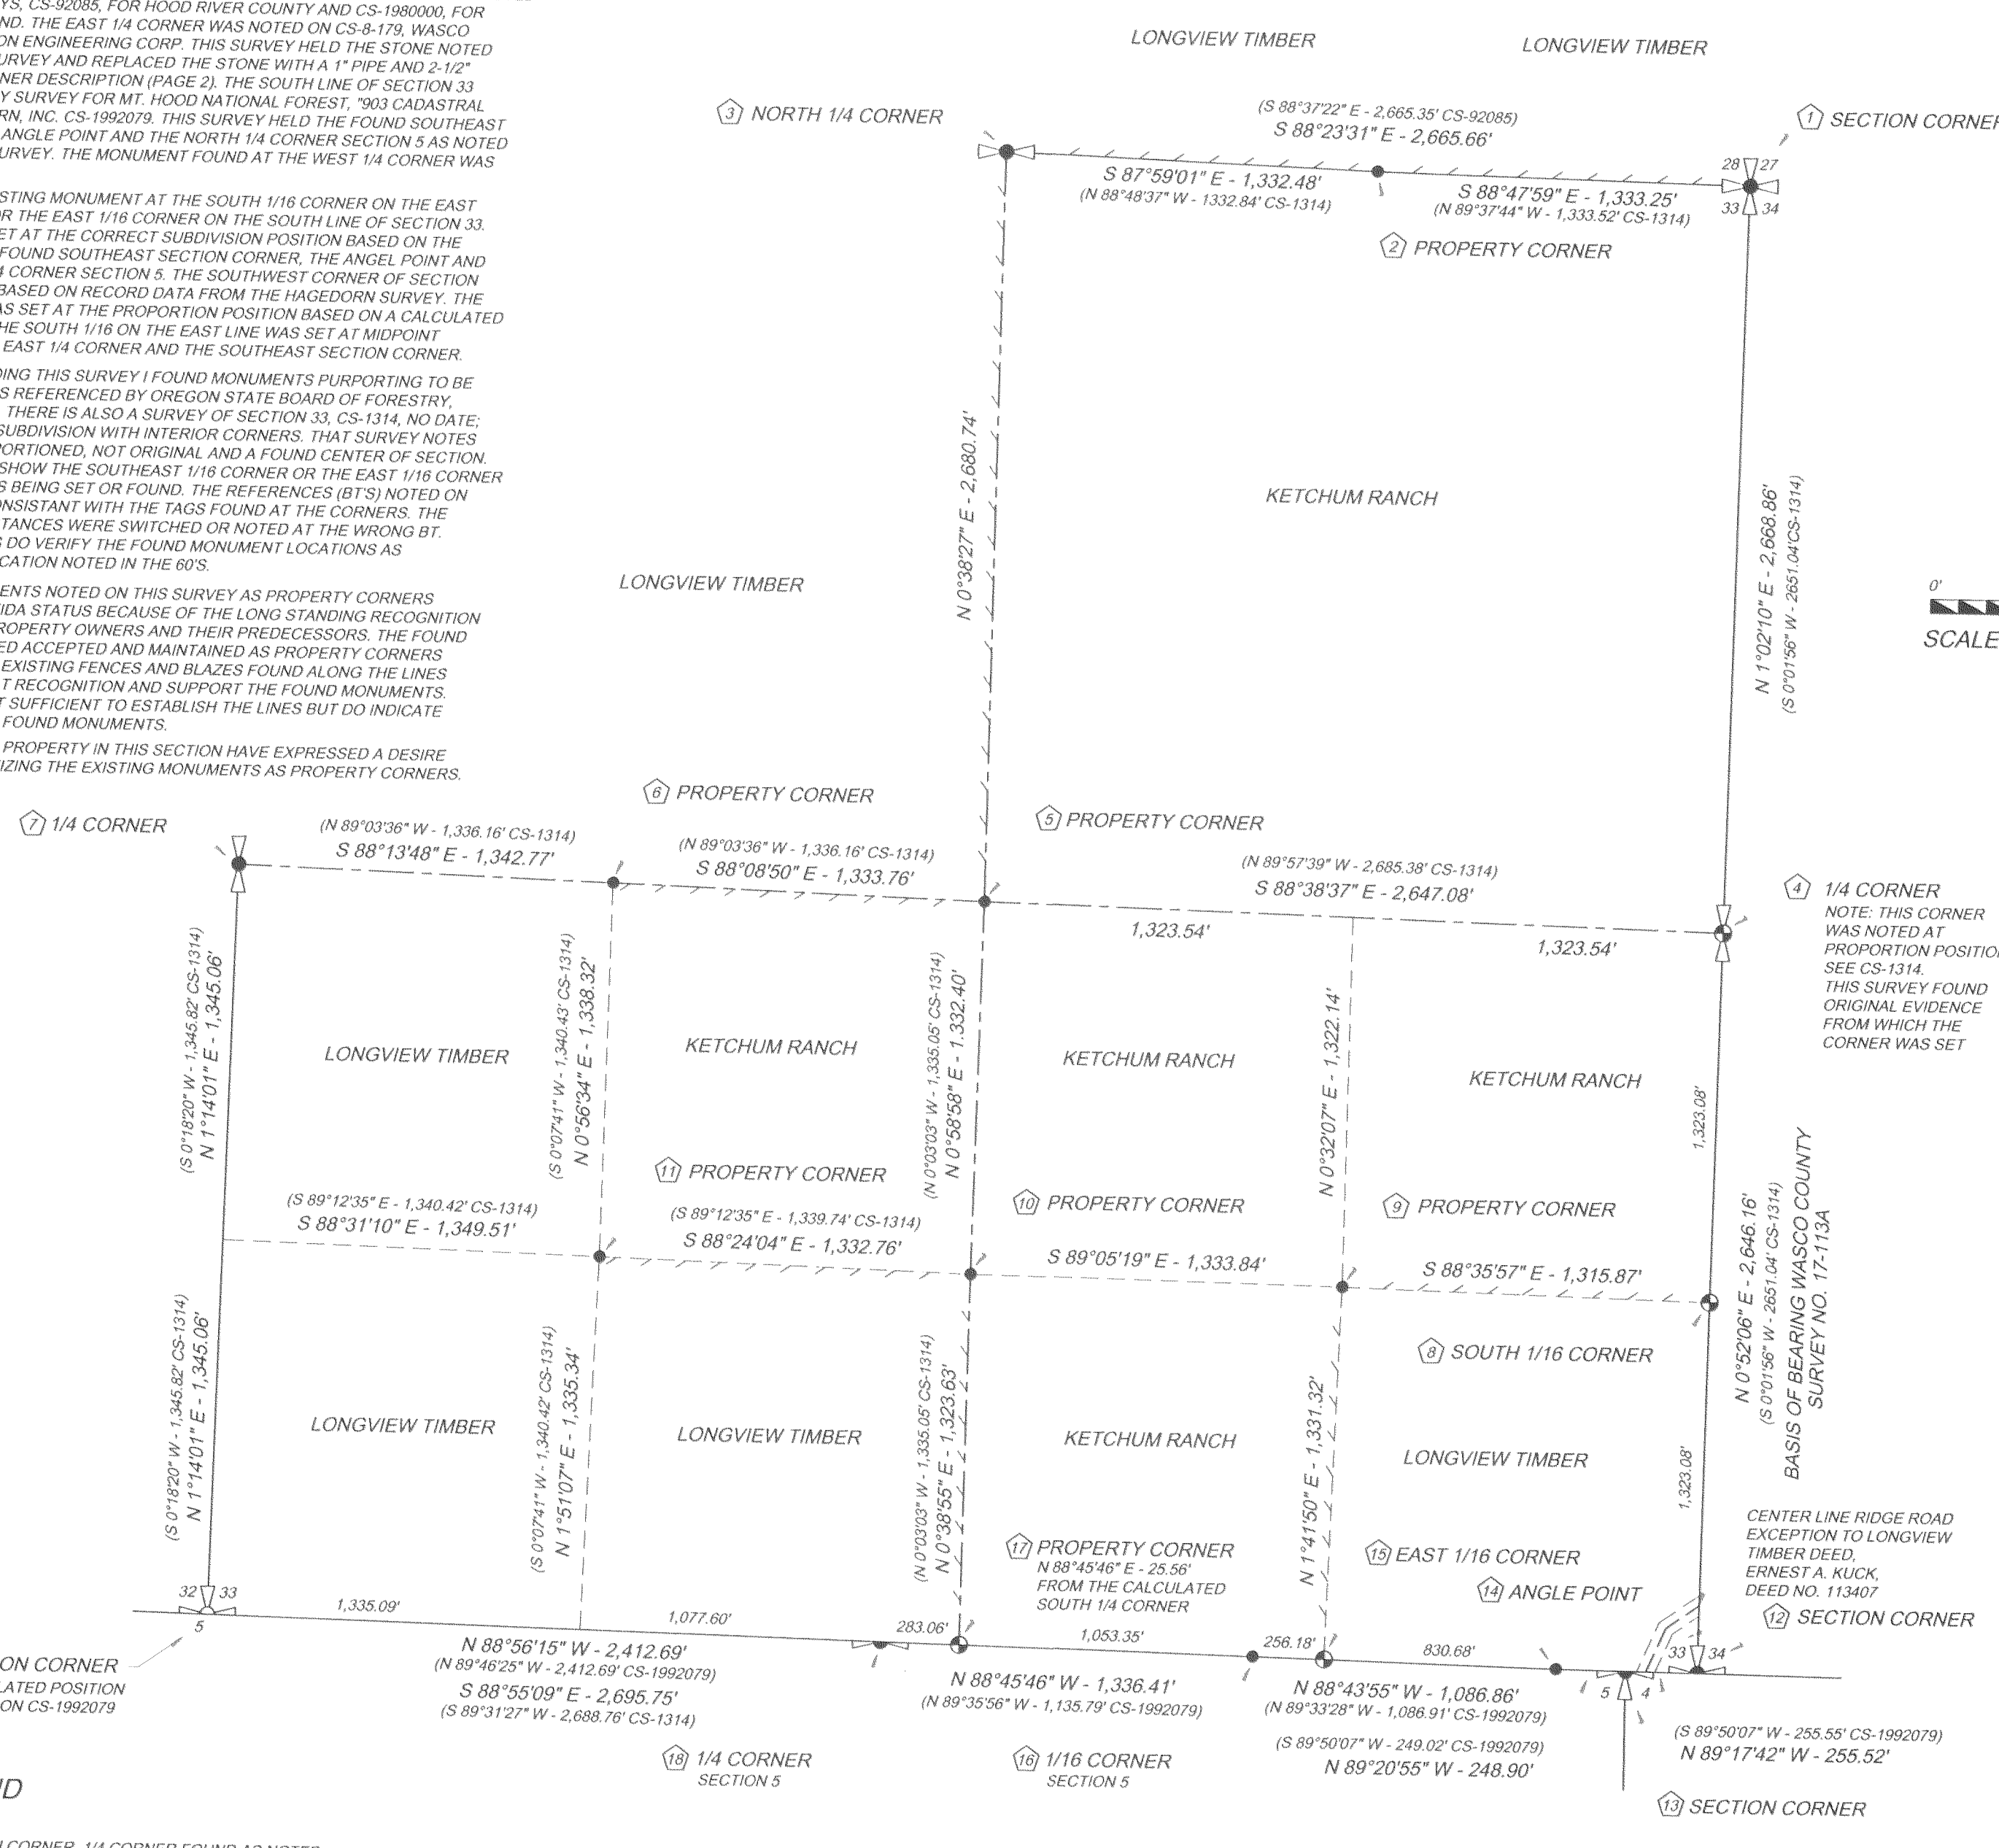 YS, CS-92085, FOR HOOD RIVER COUNTY AND CS-1980000, FOR
ND. THE EAST 1/4 CORNER WAS NOTED ON CS-8-179, WASCO
ON ENGINEERING CORP. THIS SURVEY HELD THE STONE NOTED
URVEY AND REPLACED THE STONE WITH A 1" PIPE AND 2-1/2"
NER DESCRIPTION (PAGE 2). THE SOUTH LINE OF SECTION 33
Y SURVEY FOR MT. HOOD NATIONAL FOREST, "903 CADASTRAL
RN, INC. CS-1992079. THIS SURVEY HELD THE FOUND SOUTHEAST
ANGLE POINT AND THE NORTH 1/4 CORNER SECTION 5 AS NOTED
URVEY. THE MONUMENT FOUND AT THE WEST 1/4 CORNER WAS
STING MONUMENT AT THE SOUTH 1/16 CORNER ON THE EAST
R THE EAST 1/16 CORNER ON THE SOUTH LINE OF SECTION 33.
ET AT THE CORRECT SUBDIVISION POSITION BASED ON THE
FOUND SOUTHEAST SECTION CORNER, THE ANGEL POINT AND
4 CORNER SECTION 5. THE SOUTHWEST CORNER OF SECTION
BASED ON RECORD DATA FROM THE HAGEDORN SURVEY. THE
AS SET AT THE PROPORTION POSITION BASED ON A CALCULATED
HE SOUTH 1/16 ON THE EAST LINE WAS SET AT MIDPOINT
EAST 1/4 CORNER AND THE SOUTHEAST SECTION CORNER.
DING THIS SURVEY I FOUND MONUMENTS PURPORTING TO BE
S REFERENCED BY OREGON STATE BOARD OF FORESTRY,
THERE IS ALSO A SURVEY OF SECTION 33, CS-1314, NO DATE;
SUBDIVISION WITH INTERIOR CORNERS. THAT SURVEY NOTES
PORTIONED, NOT ORIGINAL AND A FOUND CENTER OF SECTION.
SHOW THE SOUTHEAST 1/16 CORNER OR THE EAST 1/16 CORNER
S BEING SET OR FOUND. THE REFERENCES (BT'S) NOTED ON
ONSISTANT WITH THE TAGS FOUND AT THE CORNERS. THE
TANCES WERE SWITCHED OR NOTED AT THE WRONG BT.
S DO VERIFY THE FOUND MONUMENT LOCATIONS AS
CATION NOTED IN THE 60'S.
ENTS NOTED ON THIS SURVEY AS PROPERTY CORNERS
IDA STATUS BECAUSE OF THE LONG STANDING RECOGNITION
ROPERTY OWNERS AND THEIR PREDECESSORS. THE FOUND
ED ACCEPTED AND MAINTAINED AS PROPERTY CORNERS
EXISTING FENCES AND BLAZES FOUND ALONG THE LINES
T RECOGNITION AND SUPPORT THE FOUND MONUMENTS.
T SUFFICIENT TO ESTABLISH THE LINES BUT DO INDICATE
FOUND MONUMENTS.
PROPERTY IN THIS SECTION HAVE EXPRESSED A DESIRE
IZING THE EXISTING MONUMENTS AS PROPERTY CORNERS.
LONGVIEW TIMBER
LONGVIEW TIMBER
3 NORTH 1/4 CORNER
(S 88°37'22" E - 2,665.35' CS-92085)
S 88°23'31" E - 2,665.66'
1 SECTION CORNER
28 27
33 34
S 87°59'01" E - 1,332.48'
(N 88°48'37" W - 1332.84' CS-1314)
S 88°47'59" E - 1,333.25'
(N 89°37'44" W - 1,333.52' CS-1314)
2 PROPERTY CORNER
N 0°38'27" E - 2,680.74'
KETCHUM RANCH
N 1°02'10" E - 2,668.86'
(S 0°01'56" W - 2651.04'CS-1314)
0'
SCALE
LONGVIEW TIMBER
6 PROPERTY CORNER
5 PROPERTY CORNER
7 1/4 CORNER
(N 89°03'36" W - 1,336.16' CS-1314)
S 88°13'48" E - 1,342.77'
(N 89°03'36" W - 1,336.16' CS-1314)
S 88°08'50" E - 1,333.76'
(N 89°57'39" W - 2,685.38' CS-1314)
S 88°38'37" E - 2,647.08'
1,323.54'
1,323.54'
4 1/4 CORNER
NOTE: THIS CORNER
WAS NOTED AT
PROPORTION POSITIO
SEE CS-1314.
THIS SURVEY FOUND
ORIGINAL EVIDENCE
FROM WHICH THE
CORNER WAS SET
(S 0°18'20" W - 1,345.82' CS-1314)
N 1°14'01" E - 1,345.06'
LONGVIEW TIMBER
(S 0°07'41" W - 1,340.43' CS-1314)
N 0°56'34" E - 1,338.32'
KETCHUM RANCH
(N 0°03'03" W - 1,335.05' CS-1314)
N 0°58'58" E - 1.332.40'
KETCHUM RANCH
N 0°32'07" E - 1,322.14'
KETCHUM RANCH
1,323.08'
11 PROPERTY CORNER
10 PROPERTY CORNER
9 PROPERTY CORNER
(S 89°12'35" E - 1,340.42' CS-1314)
S 88°31'10" E - 1,349.51'
(S 89°12'35" E - 1,339.74' CS-1314)
S 88°24'04" E - 1,332.76'
S 89°05'19" E - 1,333.84'
S 88°35'57" E - 1,315.87'
N 0°52'06" E - 2,646.16'
(S 0°01'56" W - 2651.04' CS-1314)
BASIS OF BEARING WASCO COUNTY
SURVEY NO. 17-113A
8 SOUTH 1/16 CORNER
(S 0°18'20" W - 1,345.82' CS-1314)
N 1°14'01" E - 1,345.06'
LONGVIEW TIMBER
(S 0°07'41" W - 1,340.42' CS-1314)
N 1°51'07" E - 1,335.34'
LONGVIEW TIMBER
(N 0°03'03" W - 1,335.05' CS-1314)
N 0°38'55" E - 1,323.63'
KETCHUM RANCH
N 1°41'50" E - 1,331.32'
LONGVIEW TIMBER
1,323.08'
17 PROPERTY CORNER
N 88°45'46" E - 25.56'
FROM THE CALCULATED
SOUTH 1/4 CORNER
15 EAST 1/16 CORNER
14 ANGLE POINT
CENTER LINE RIDGE ROAD
EXCEPTION TO LONGVIEW
TIMBER DEED,
ERNEST A. KUCK,
DEED NO. 113407
12 SECTION CORNER
32 33
5
1,335.09'
1,077.60'
283.06'
1,053.35'
256.18'
830.68'
33 34
5 4
ON CORNER
LATED POSITION
ON CS-1992079
N 88°56'15" W - 2,412.69'
(N 89°46'25" W - 2,412.69' CS-1992079)
S 88°55'09" E - 2,695.75'
(S 89°31'27" W - 2,688.76' CS-1314)
N 88°45'46" W - 1,336.41'
(N 89°35'56" W - 1,135.79' CS-1992079)
N 88°43'55" W - 1,086.86'
(N 89°33'28" W - 1,086.91' CS-1992079)
(S 89°50'07" W - 249.02' CS-1992079)
N 89°20'55" W - 248.90'
(S 89°50'07" W - 255.55' CS-1992079)
N 89°17'42" W - 255.52'
18 1/4 CORNER
SECTION 5
16 1/16 CORNER
SECTION 5
13 SECTION CORNER
ND